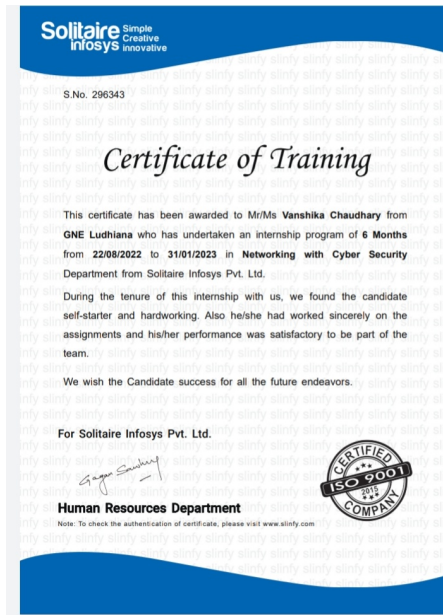 Solitaire Simple
Creative
infosys innovative
S.No. 296343
Certificate of Training
This certificate has been awarded to Mr/Ms Vanshika Chaudhary from
GNE Ludhiana who has undertaken an internship program of 6 Months
from 22/08/2022 to 31/01/2023 in Networking with Cyber Security
Department from Solitaire Infosys Pvt. Ltd.
During the tenure of this internship with us, we found the candidate
self-starter and hardworking. Also he/she had worked sincerely on the
assignments and his/her performance was satisfactory to be part of the
team.
We wish the Candidate success for all the future endeavors.
For Solitaire Infosys Pvt. Ltd.
CERTIFIED
ISO 9001
2015
COMPANY
Human Resources Department
Note: To check the authentication of certificate, please visit www.slinfy.com